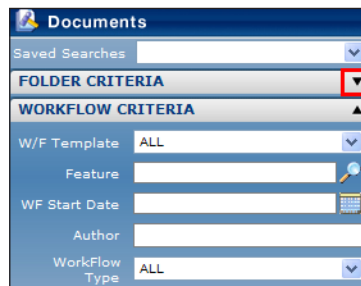 Documents
Saved Searches
FOLDER CRITERIA
WORKFLOW CRITERIA
W/F Template ALL
Feature
WF Start Date
Author
WorkFlow
Type ALL